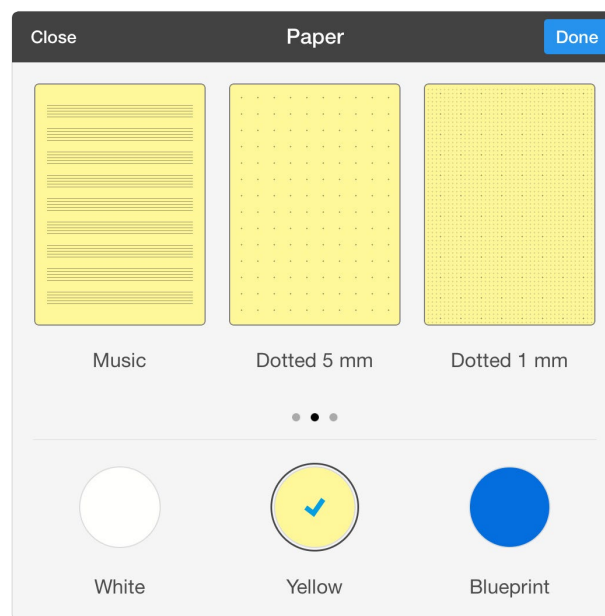 Close Paper Done
Music Dotted 5 mm Dotted 1 mm
White Yellow Blueprint